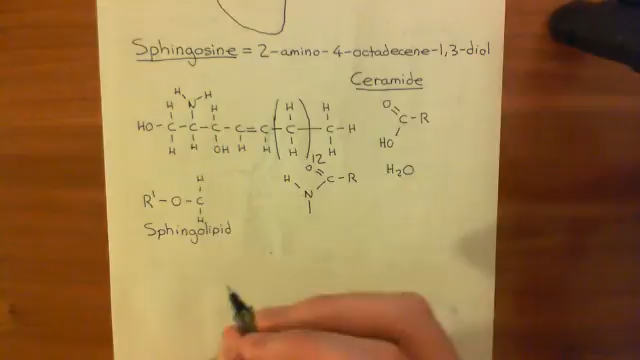 Sphingosine = 2-amino-4-octadecene-1,3-diol
Ceramide
H H
H N H H H O
HO-C-C-C-C=C(-C-)-C-H C-R
H H OH H H H H HO
12
H O C-R H2O
H N
R'-O-C
H
Sphingolipid